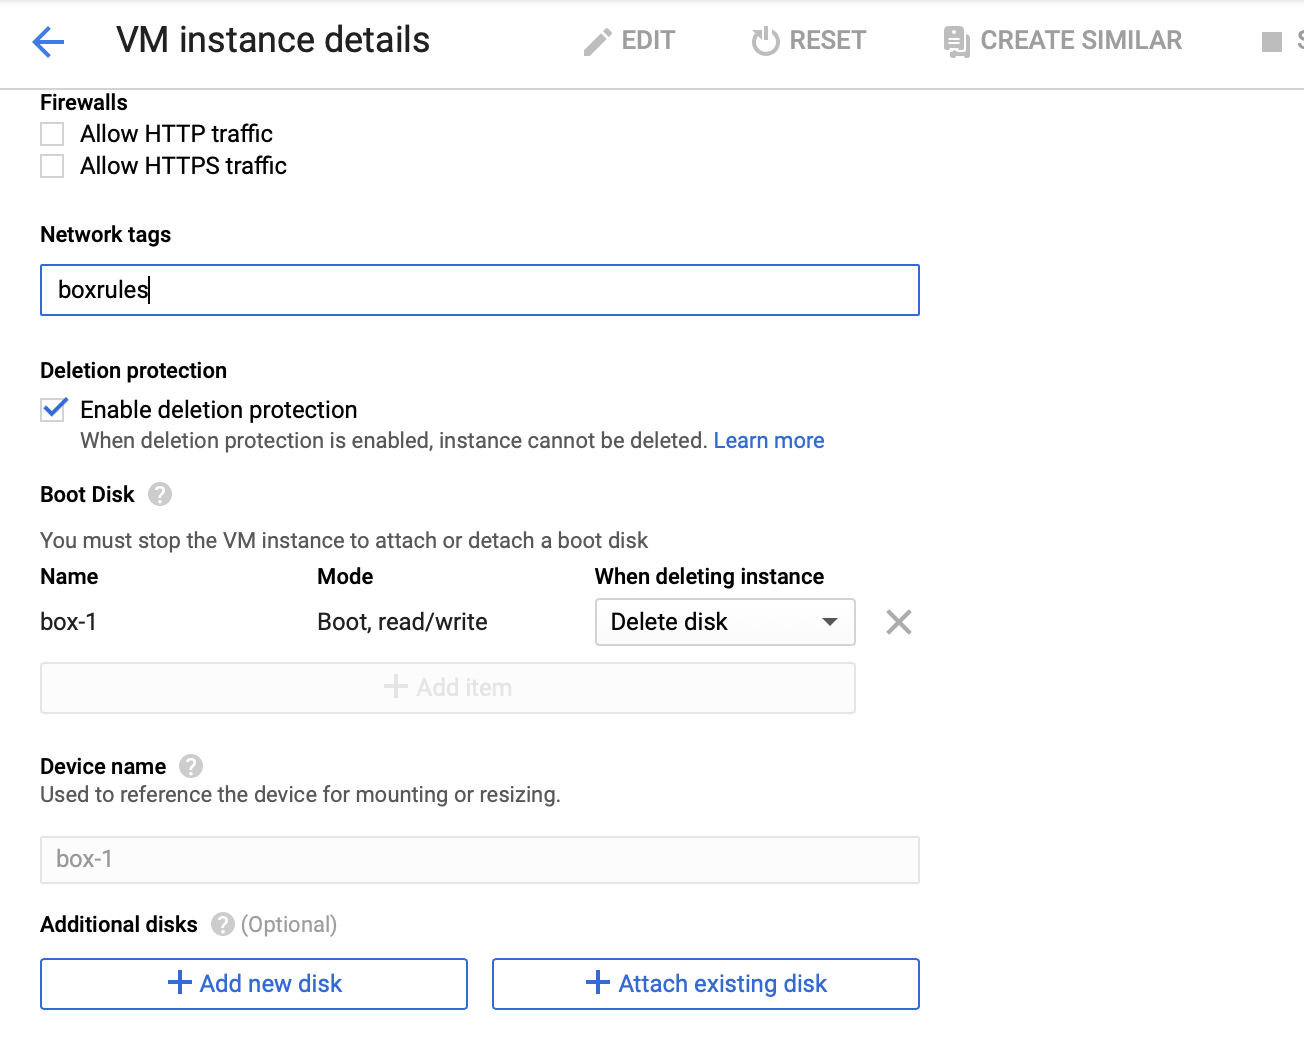 VM instance details EDIT RESET CREATE SIMILAR
Firewalls
Allow HTTP traffic
Allow HTTPS traffic
Network tags
boxrules
Deletion protection
Enable deletion protection
When deletion protection is enabled, instance cannot be deleted. Learn more
Boot Disk ?
You must stop the VM instance to attach or detach a boot disk
Name Mode When deleting instance
box-1 Boot, read/write Delete disk
+ Add item
Device name ?
Used to reference the device for mounting or resizing.
box-1
Additional disks ? (Optional)
+ Add new disk + Attach existing disk